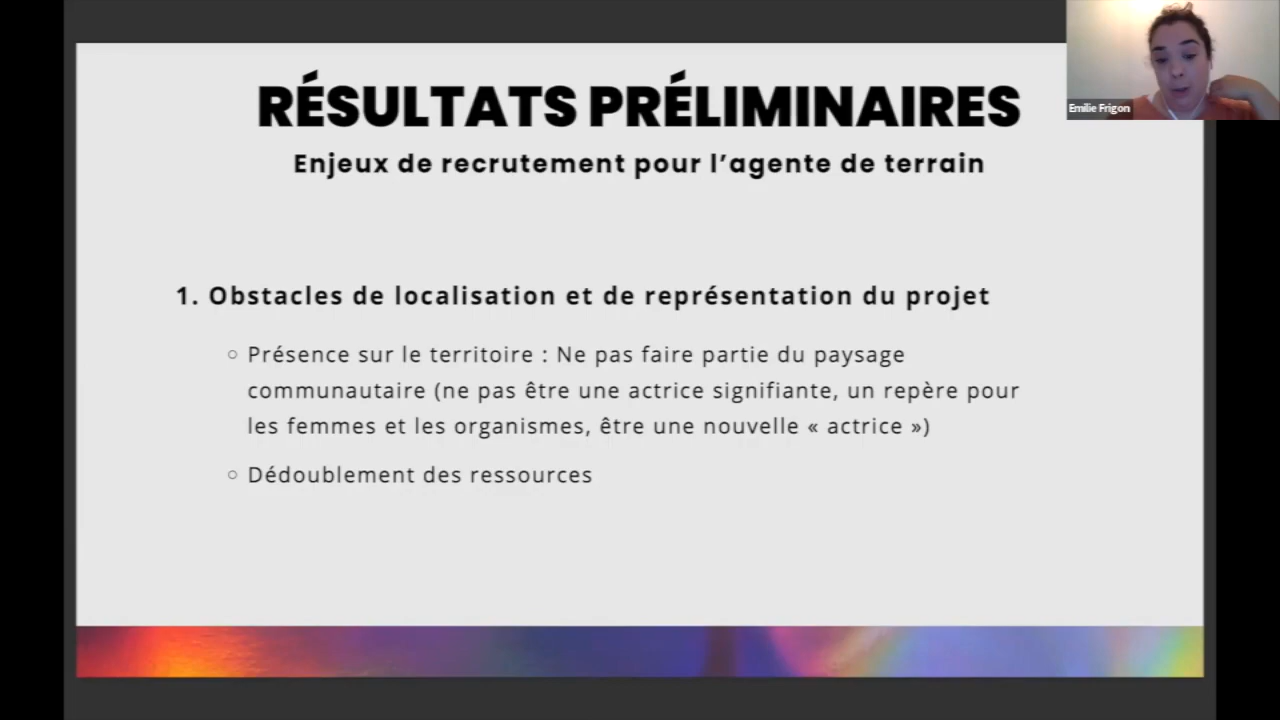 RÉSULTATS PRÉLIMINAIRES
Enjeux de recrutement pour l’agente de terrain
Emilie Frigon
1. Obstacles de localisation et de représentation du projet
○ Présence sur le territoire : Ne pas faire partie du paysage
communautaire (ne pas être une actrice signifiante, un repère pour
les femmes et les organismes, être une nouvelle « actrice »)
○ Dédoublement des ressources